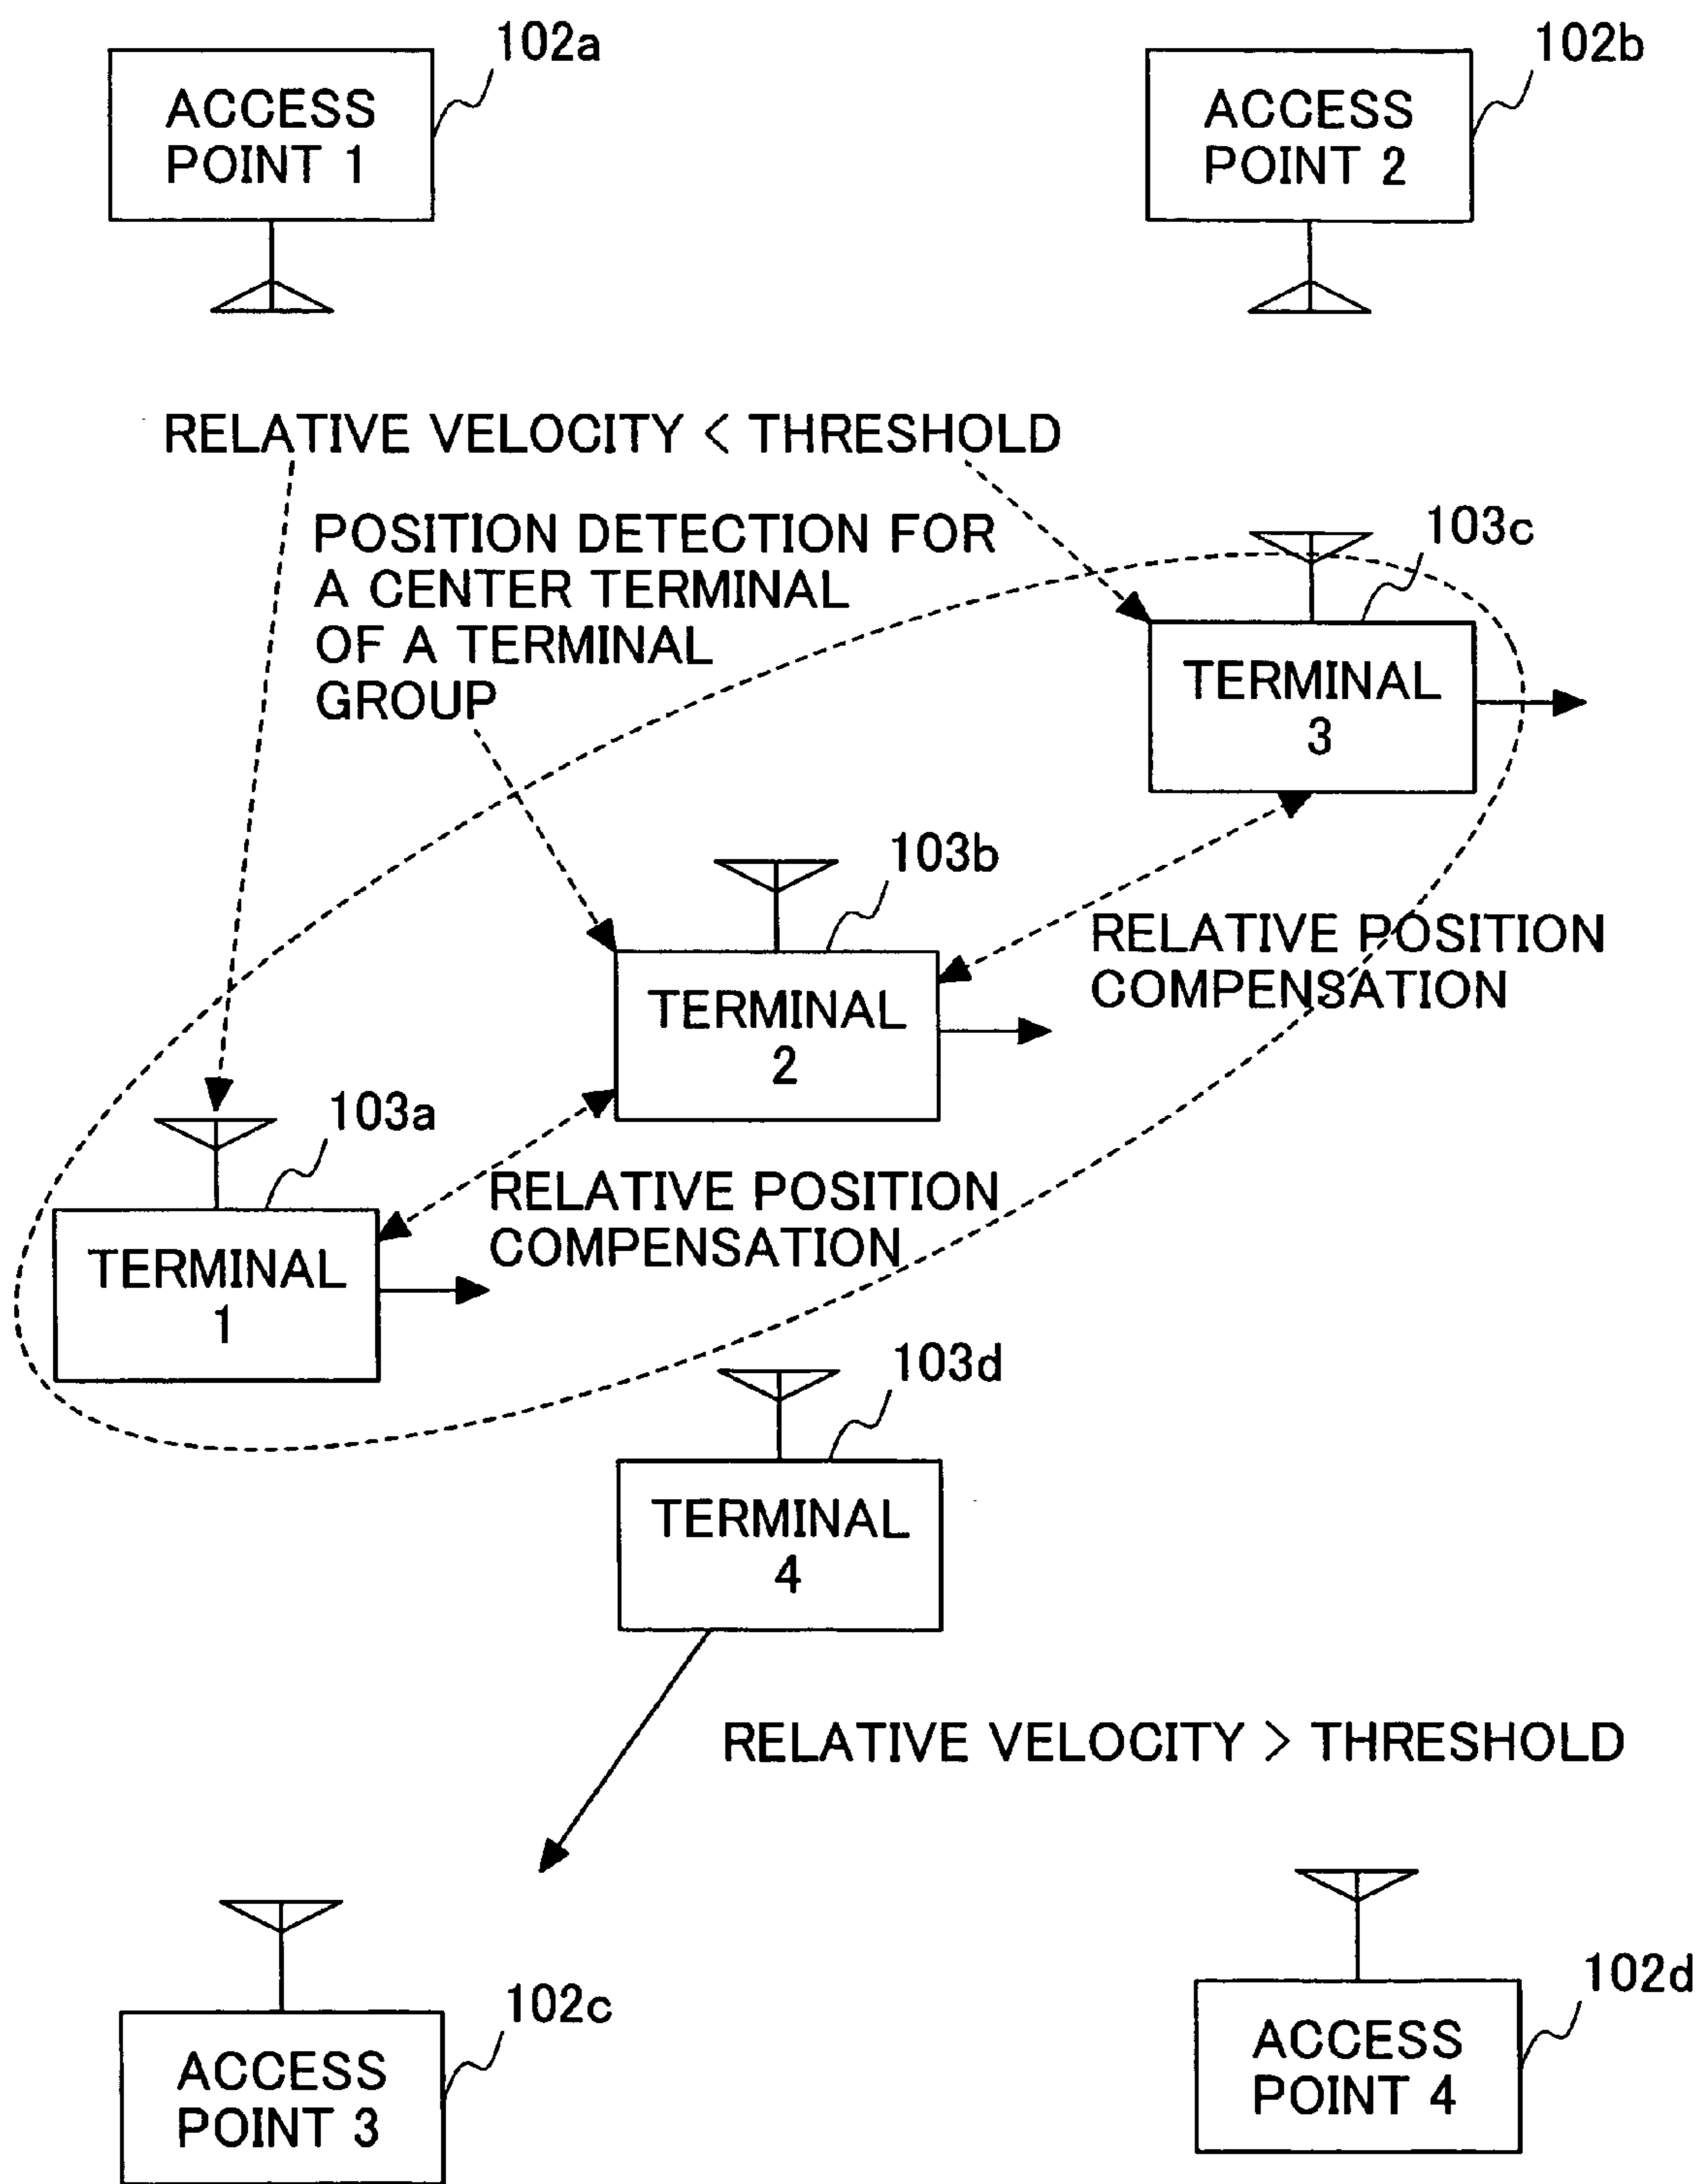 102a
ACCESS
POINT 1
102b
ACCESS
POINT 2
RELATIVE VELOCITY < THRESHOLD
POSITION DETECTION FOR
A CENTER TERMINAL
OF A TERMINAL
GROUP
103c
TERMINAL
3
103b
TERMINAL
2
RELATIVE POSITION
COMPENSATION
103a
TERMINAL
1
RELATIVE POSITION
COMPENSATION
103d
TERMINAL
4
RELATIVE VELOCITY > THRESHOLD
102c
ACCESS
POINT 3
102d
ACCESS
POINT 4